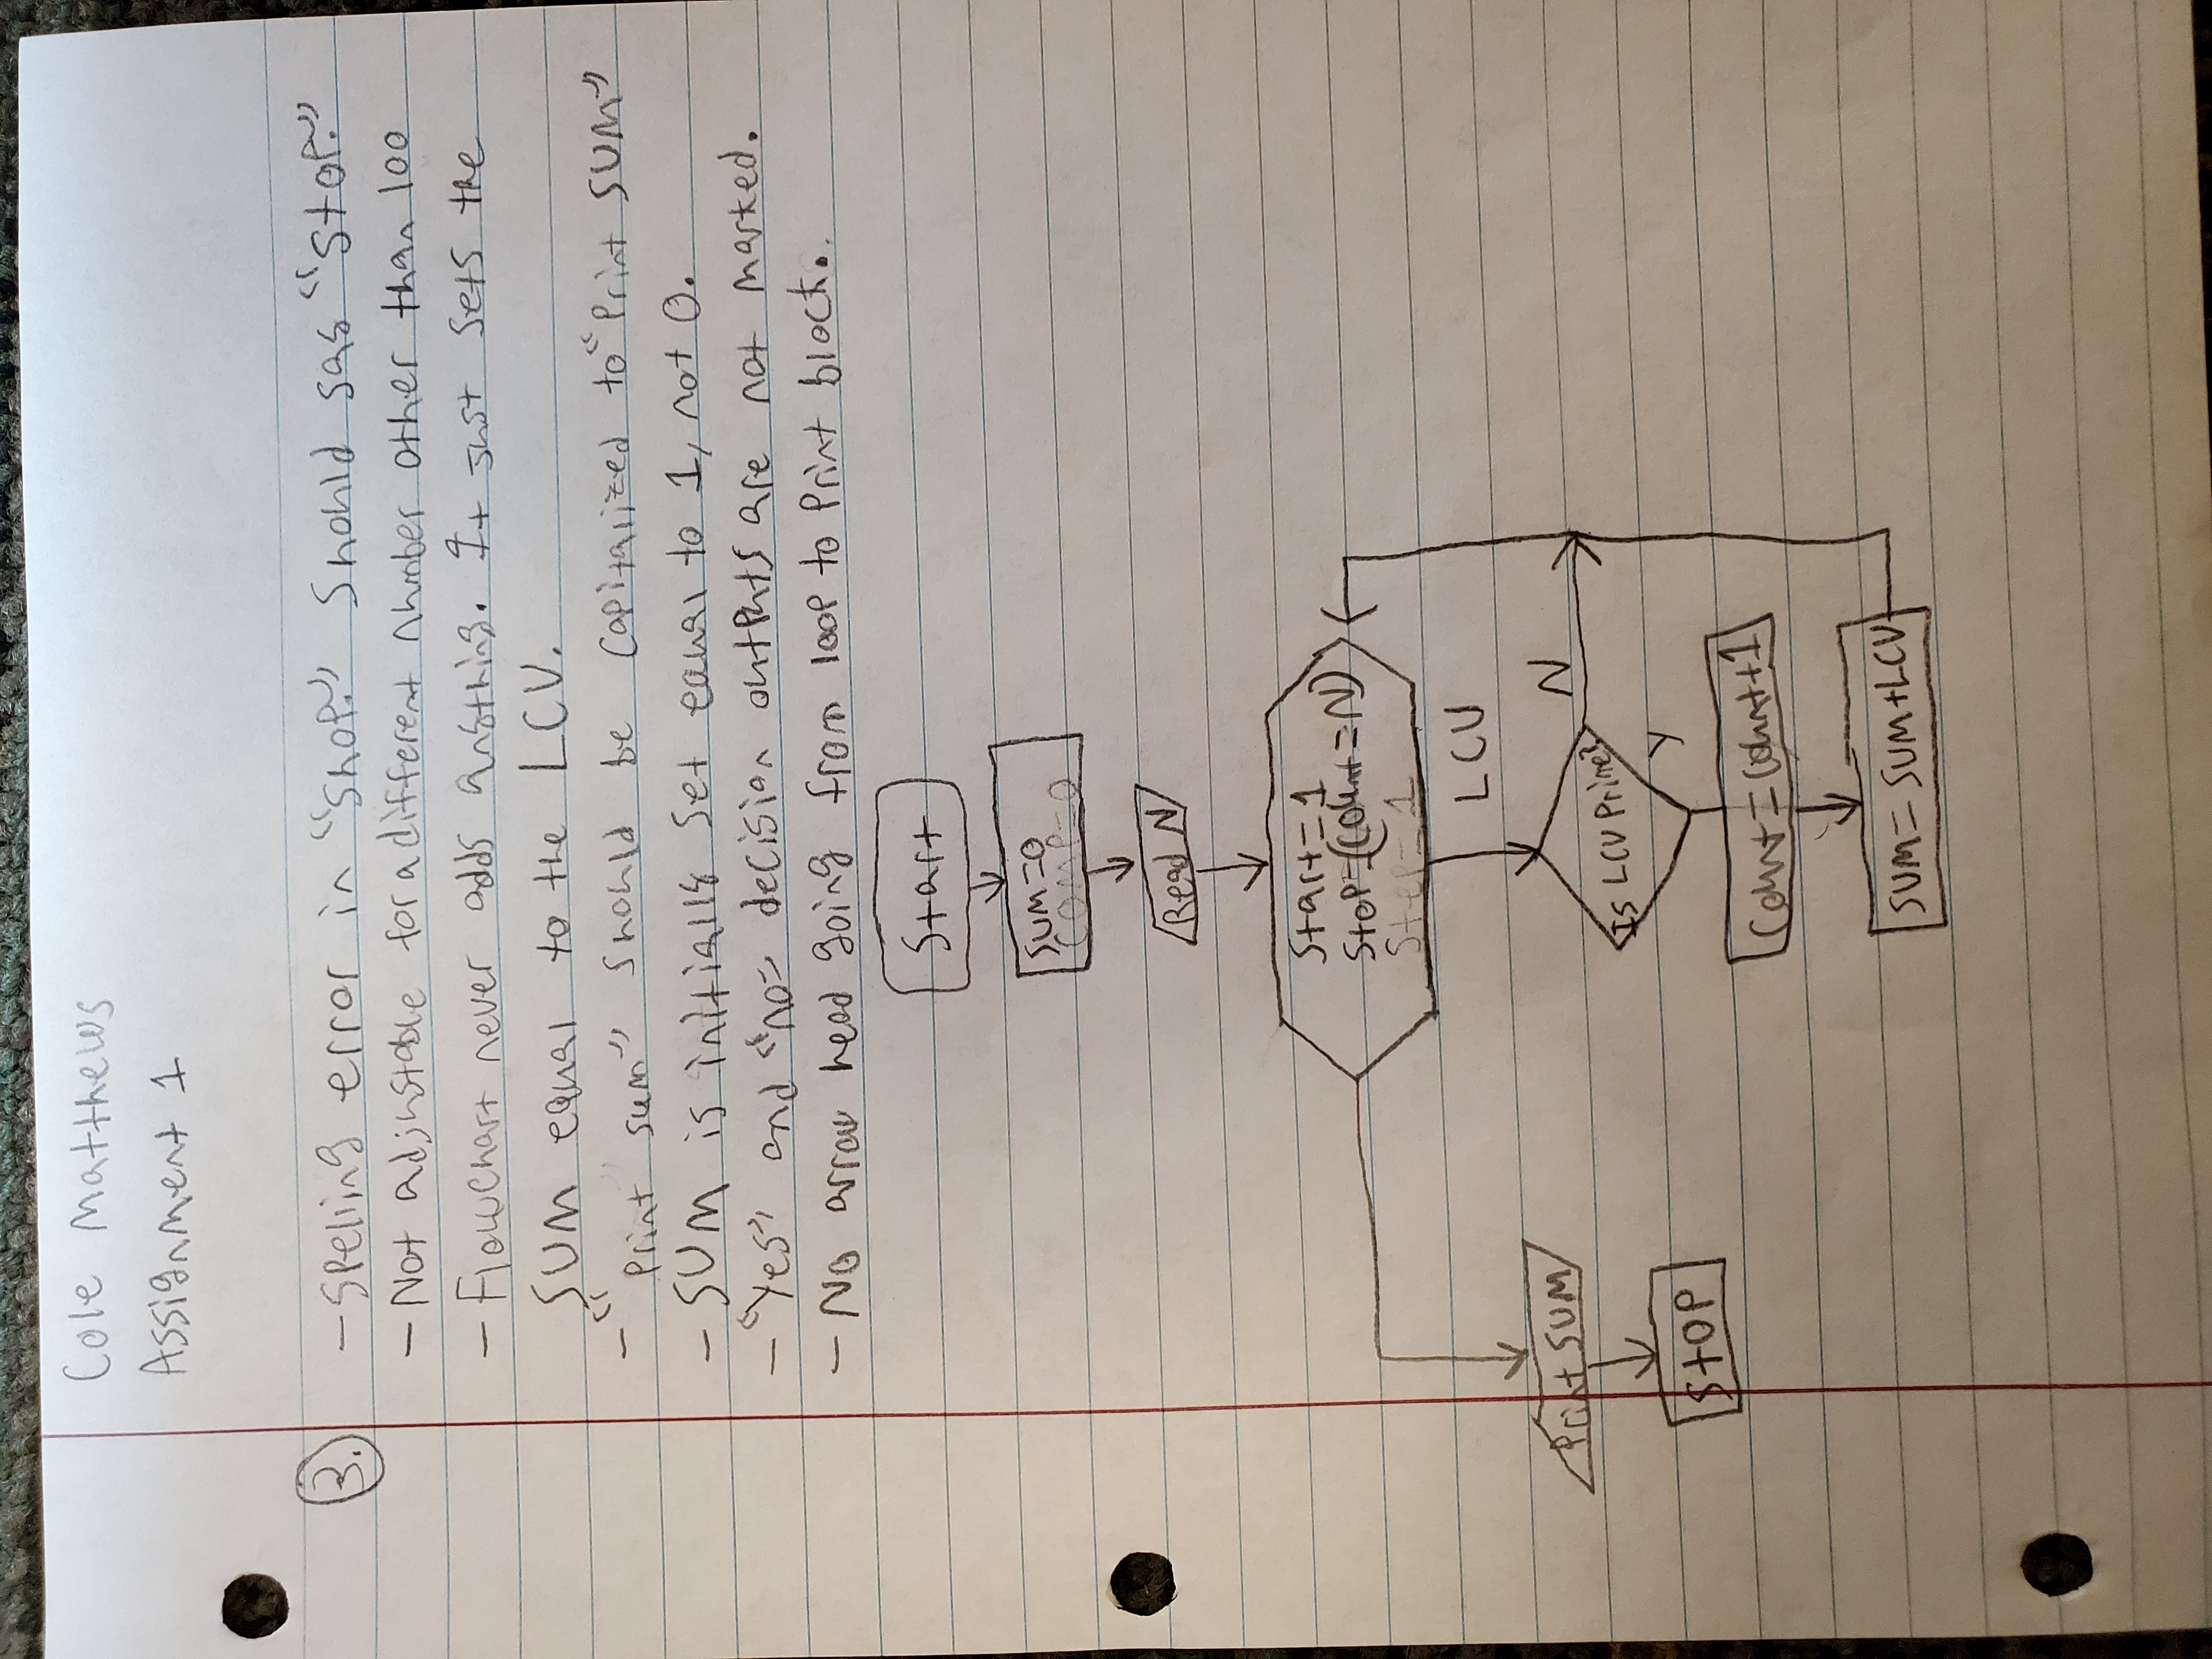 Cole Matthews
Assignment 1
3. - Spelling error in "Shop." Should say "Stop."
- Not adjustable for a different number other than 100
- Flowchart never adds anything. It just sets the
SUM equal to the LCV.
- "Print sum" should be capitalized to "Print SUM"
- SUM is initially set equal to 1, not 0.
- "Yes" and "no" decision outputs are not marked.
- No arrow head going from loop to Print block.
Start
SUM=0
COMP=0
Read N
Start=1
Stop=(Count=N)
Step=1
LCV
Is LCV Prime?
N
Y
Print SUM
STOP
Count=Count+1
SUM=SUM+LCV